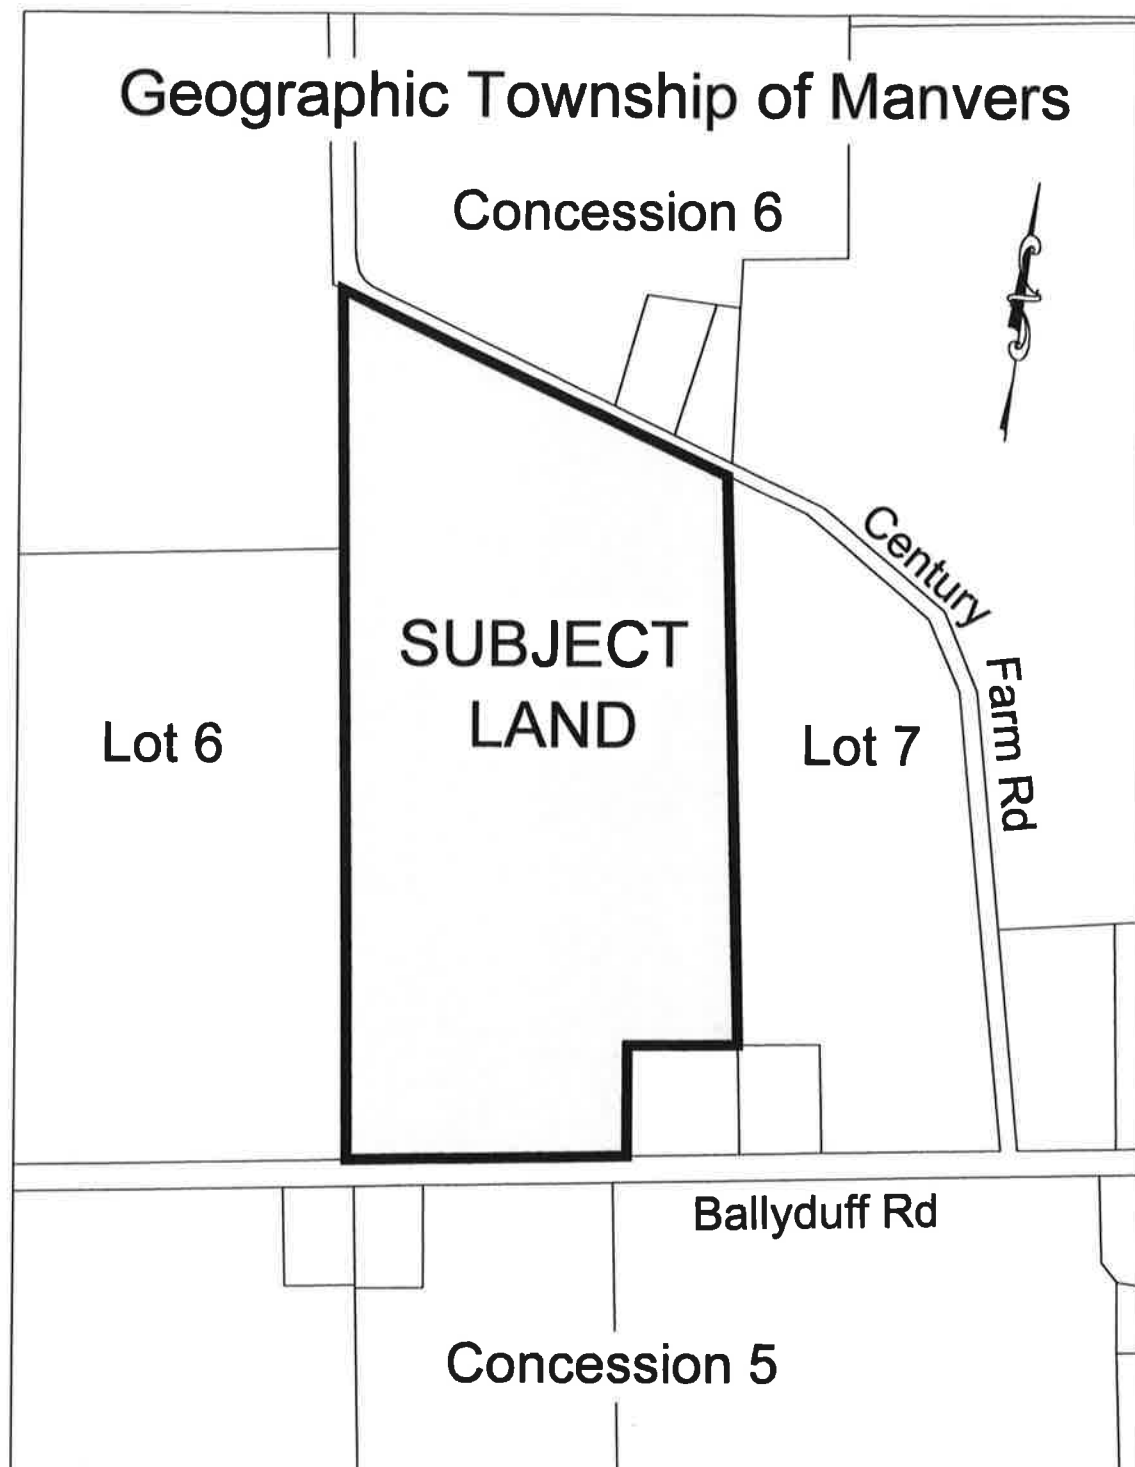 Geographic Township of Manvers
Concession 6
Century
Farm Rd
SUBJECT
LAND
Lot 6
Lot 7
Ballyduff Rd
Concession 5